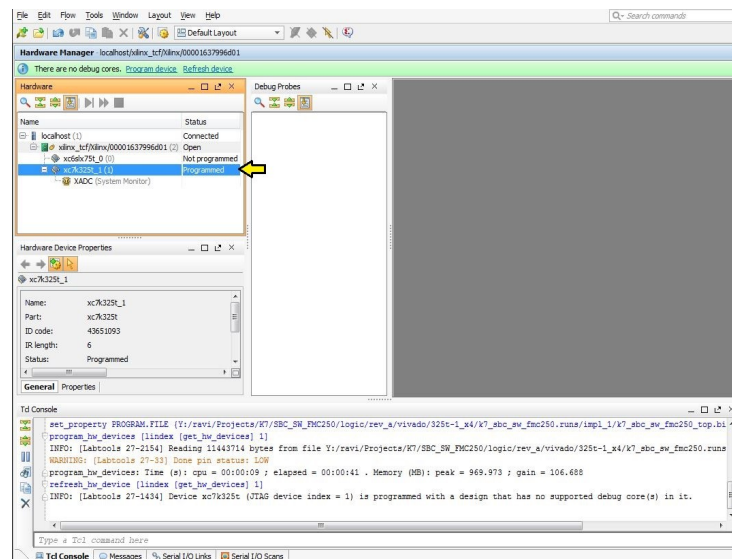 File Edit Flow Tools Window Layout View Help
Search commands
Default Layout
Hardware Manager - localhost/xilinx_tcf/Xilinx/00001637996d01
There are no debug cores. Program device Refresh device
Hardware
Name Status
localhost (1) Connected
xilinx_tcf/Xilinx/00001637996d01 (2) Open
xc6slx75t_0 (0) Not programmed
xc7k325t_1 (1) Programmed
XADC (System Monitor)
Debug Probes
Hardware Device Properties
xc7k325t_1
Name: xc7k325t_1
Part: xc7k325t
ID code: 43651093
IR length: 6
Status: Programmed
General Properties
Tcl Console
set_property PROGRAM.FILE {Y:/ravi/Projects/K7/SBC_SW_FMC250/logic/rev_a/vivado/325t-1_x4/k7_sbc_sw_fmc250.runs/impl_1/k7_sbc_sw_fmc250_top.bi
program_hw_devices [lindex [get_hw_devices] 1]
INFO: [Labtools 27-2154] Reading 11443714 bytes from file Y:/ravi/Projects/K7/SBC_SW_FMC250/logic/rev_a/vivado/325t-1_x4/k7_sbc_sw_fmc250.runs
WARNING: [Labtools 27-33] Done pin status: LOW
program_hw_devices: Time (s): cpu = 00:00:09 ; elapsed = 00:00:41 . Memory (MB): peak = 969.973 ; gain = 106.688
refresh_hw_device [lindex [get_hw_devices] 1]
INFO: [Labtools 27-1434] Device xc7k325t (JTAG device index = 1) is programmed with a design that has no supported debug core(s) in it.
Type a Tcl command here
Tcl Console Messages Serial I/O Links Serial I/O Scans